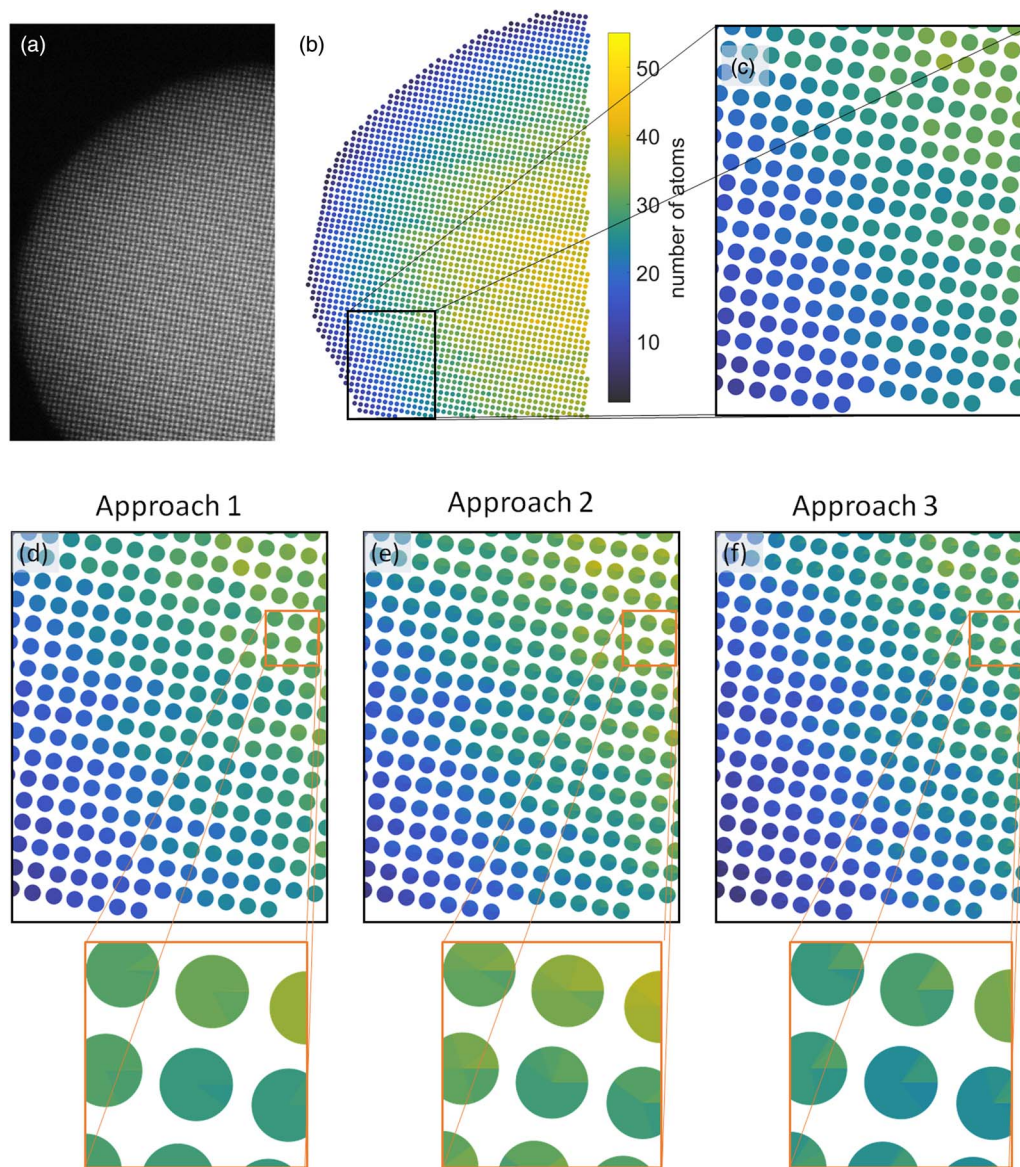 (a)
(b)
(c)
50
40
30
20
10
number of atoms
Approach 1
Approach 2
Approach 3
(d)
(e)
(f)